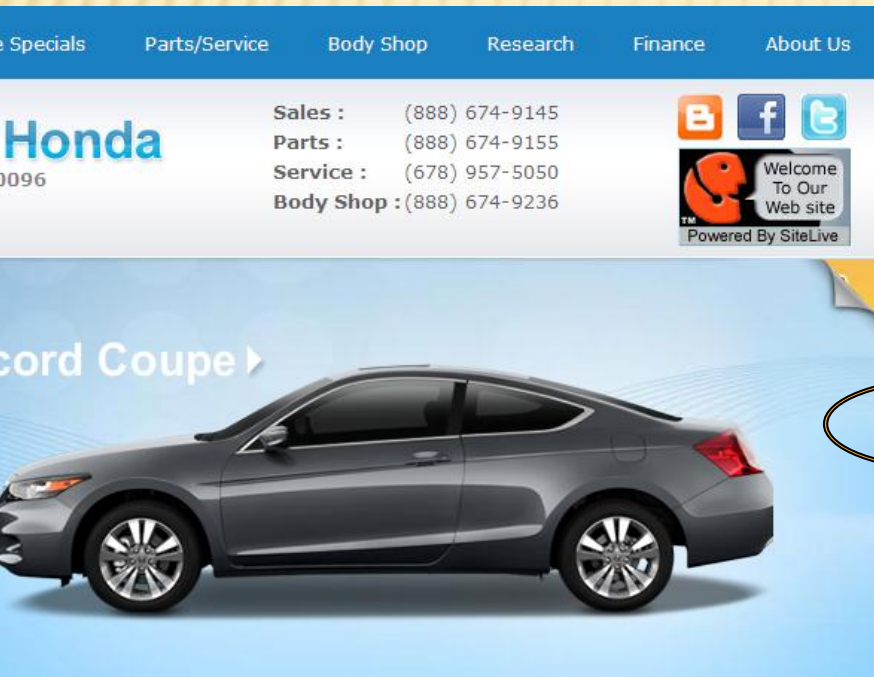 e Specials Parts/Service Body Shop Research Finance About Us
Honda
0096
Sales : (888) 674-9145
Parts : (888) 674-9155
Service : (678) 957-5050
Body Shop : (888) 674-9236
Welcome
To Our
Web site
TM
Powered By SiteLive
cord Coupe